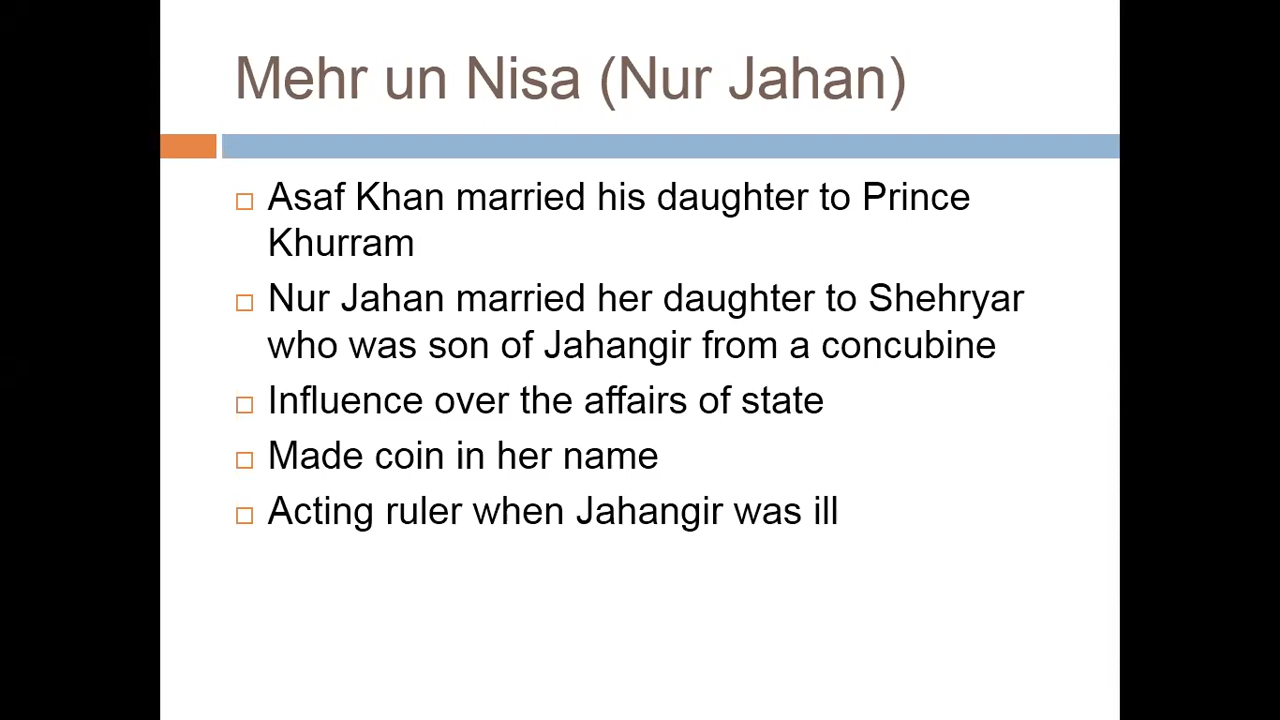 Mehr un Nisa (Nur Jahan)
Asaf Khan married his daughter to Prince
Khurram
Nur Jahan married her daughter to Shehryar
who was son of Jahangir from a concubine
Influence over the affairs of state
Made coin in her name
Acting ruler when Jahangir was ill